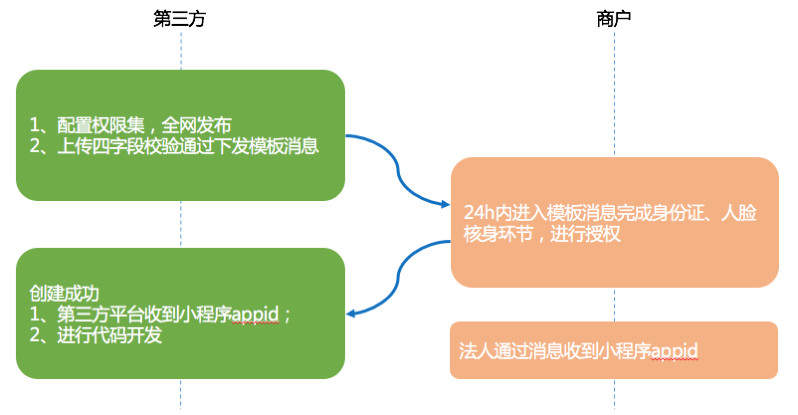 第三方
商户
1、配置权限集，全网发布
2、上传四字段校验通过下发模板消息
24h内进入模板消息完成身份证、人脸
核身环节，进行授权
创建成功
1、第三方平台收到小程序appid；
2、进行代码开发
法人通过消息收到小程序appid